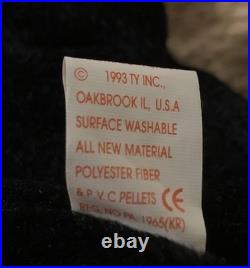 © 1993 TY INC.,
OAKBROOK IL, U.S.A
SURFACE WASHABLE
ALL NEW MATERIAL
POLYESTER FIBER
& P.V.C PELLETS CE
REG. NO PA. 1965(KR)